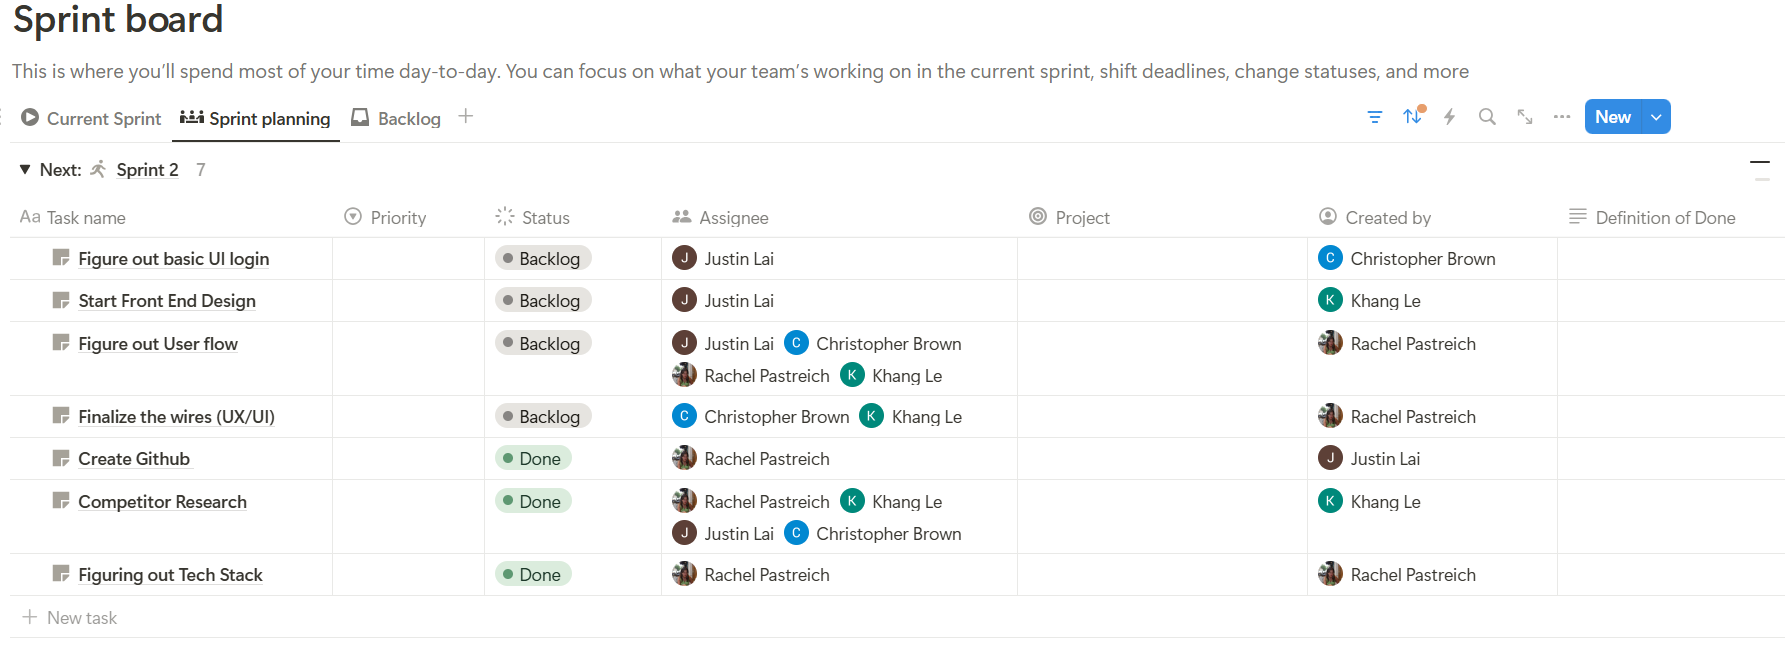 Sprint board
This is where you'll spend most of your time day-to-day. You can focus on what your team's working on in the current sprint, shift deadlines, change statuses, and more
Current Sprint Sprint planning Backlog New
Next: Sprint 2 7
Aa Task name Priority Status Assignee Project Created by Definition of Done
Figure out basic UI login Backlog J Justin Lai C Christopher Brown
Start Front End Design Backlog J Justin Lai K Khang Le
Figure out User flow Backlog J Justin Lai C Christopher Brown Rachel Pastreich
Rachel Pastreich K Khang Le
Finalize the wires (UX/UI) Backlog C Christopher Brown K Khang Le Rachel Pastreich
Create Github Done Rachel Pastreich J Justin Lai
Competitor Research Done Rachel Pastreich K Khang Le K Khang Le
J Justin Lai C Christopher Brown
Figuring out Tech Stack Done Rachel Pastreich Rachel Pastreich
New task